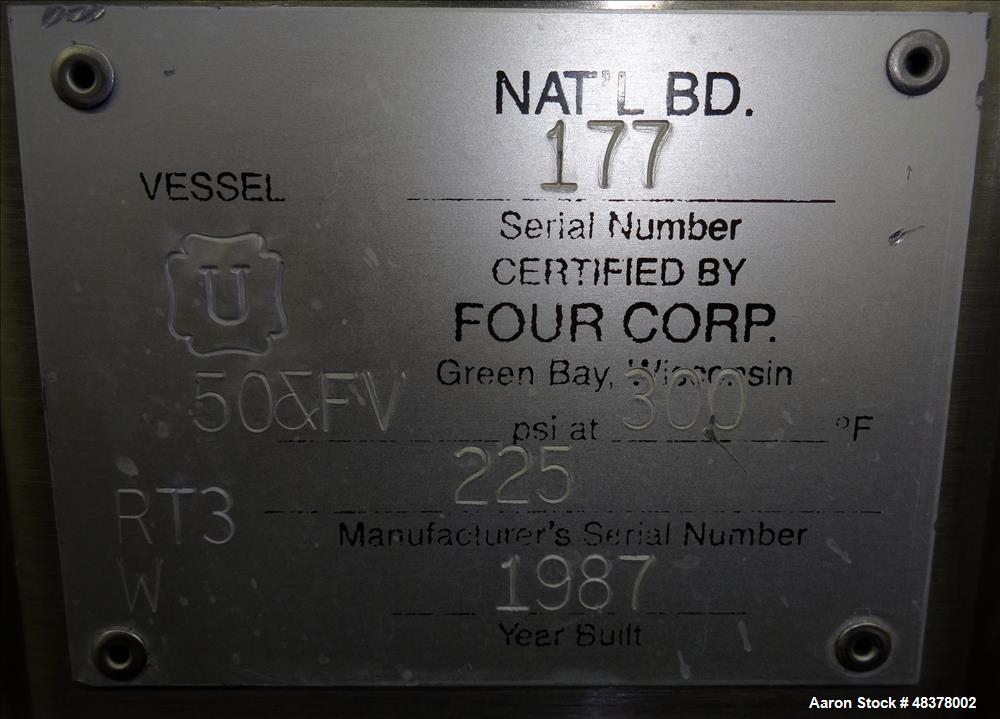 NAT'L BD.
177
VESSEL
Serial Number
U
CERTIFIED BY
FOUR CORP.
Green Bay, Wisconsin
50&FV psi at 300 °F
225
RT3
Manufacturer's Serial Number
W
1987
Year Built
Aaron Stock # 48378002